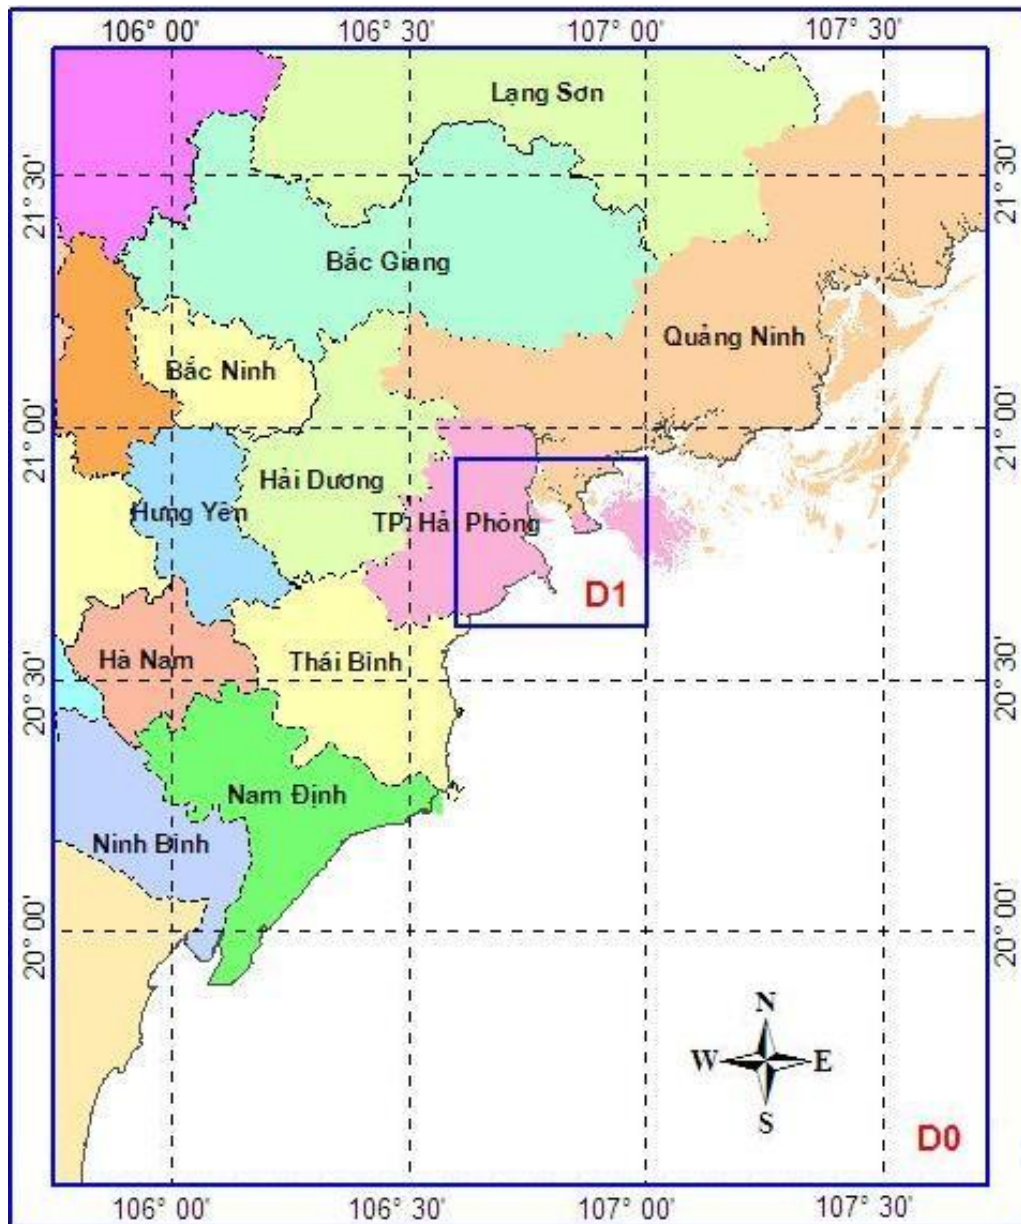 106° 00'
106° 30'
107° 00'
107° 30'
Lạng Sơn
21° 30'
21° 30'
Bắc Giang
Quảng Ninh
Bắc Ninh
21° 00'
21° 00'
Hải Dương
Hưng Yên
TP. Hả Phòng
D1
Hà Nam
Thái Bình
20° 30'
20° 30'
Nam Định
Ninh Bình
20° 00'
20° 00'
N
W
E
S
D0
106° 00'
106° 30'
107° 00'
107° 30'